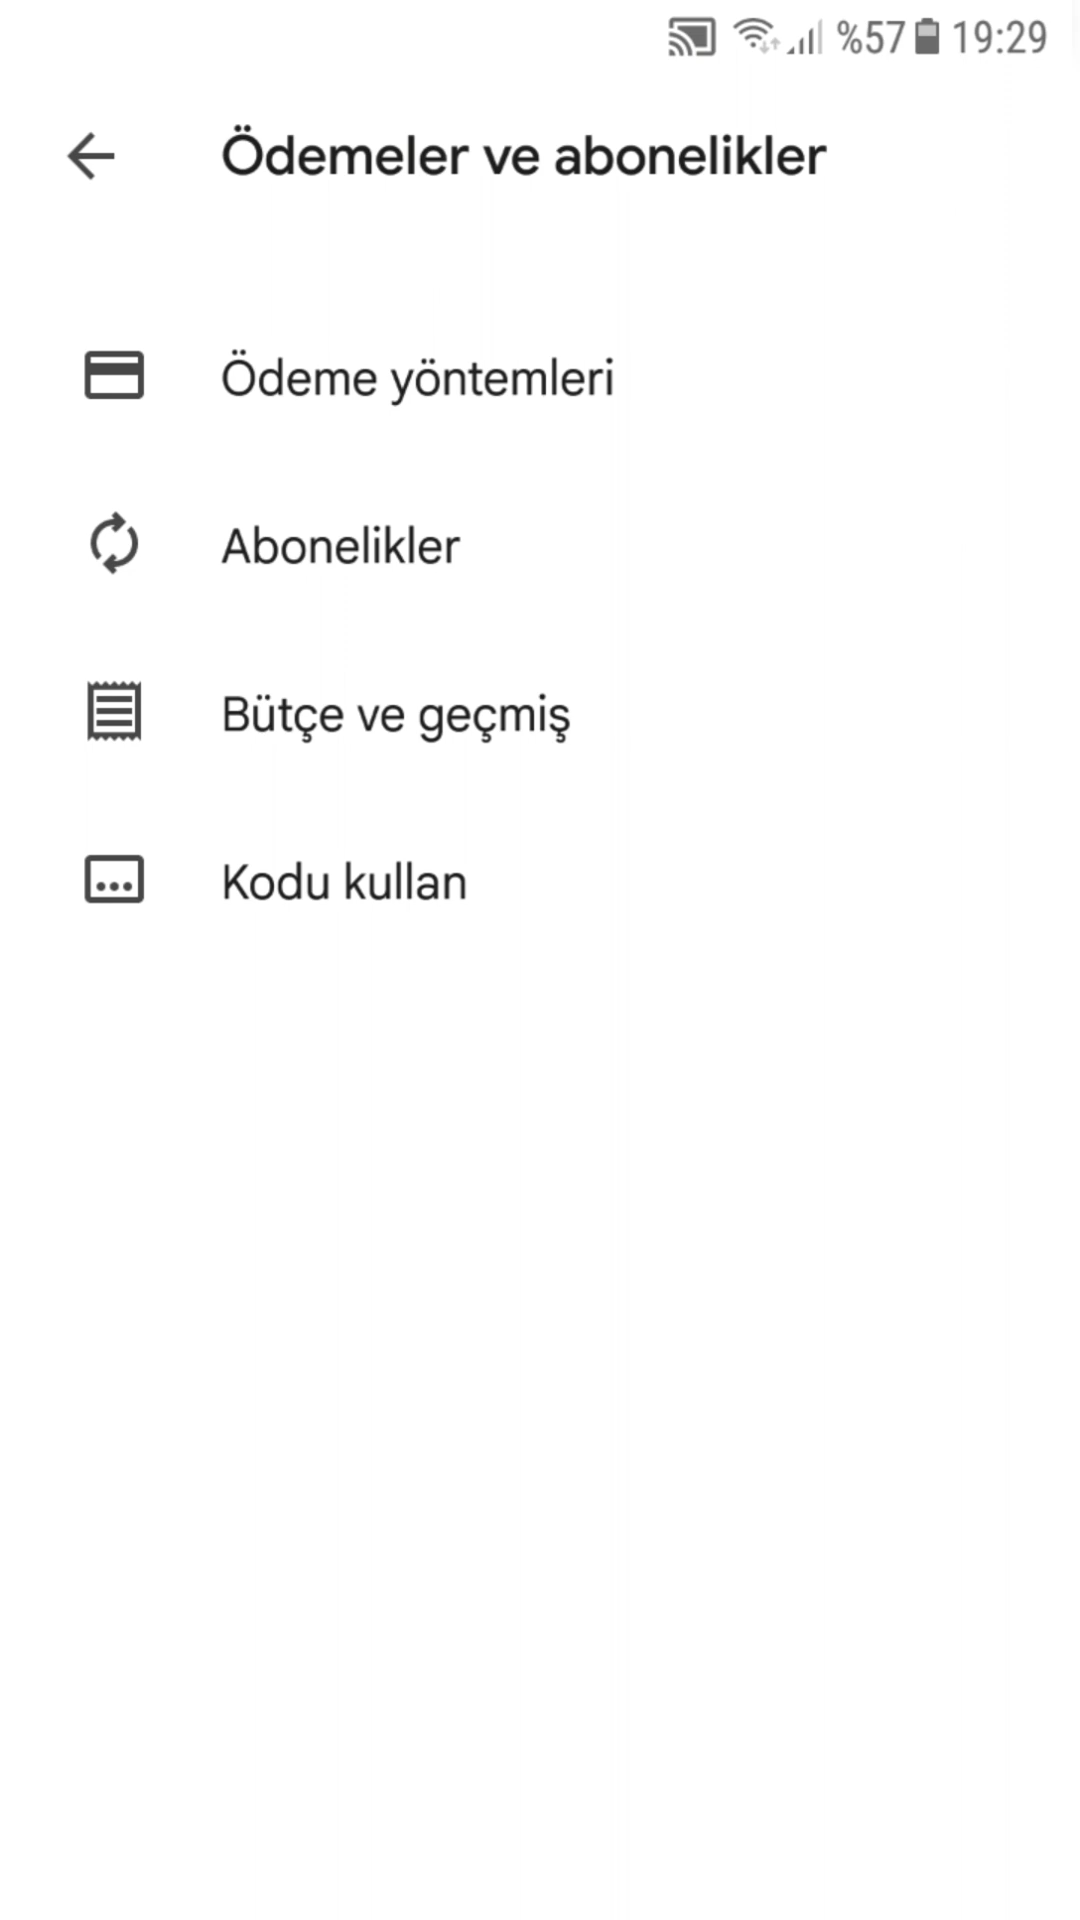 %57 19:29
Ödemeler ve abonelikler
Ödeme yöntemleri
Abonelikler
Bütçe ve geçmiş
Kodu kullan